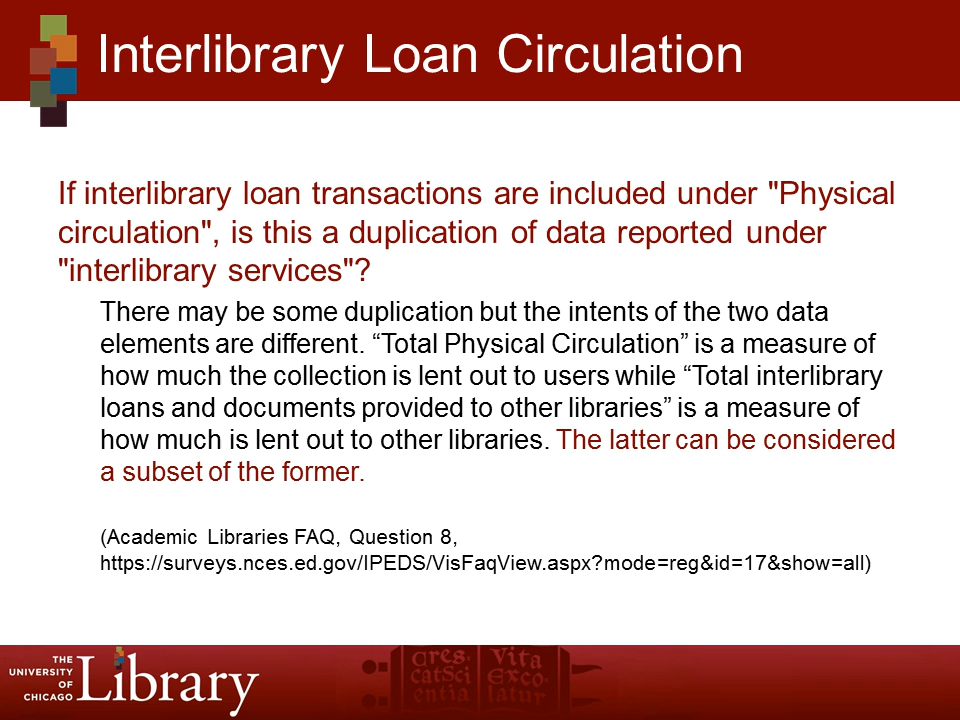 Interlibrary Loan Circulation
If interlibrary loan transactions are included under "Physical
circulation", is this a duplication of data reported under
"interlibrary services"?
There may be some duplication but the intents of the two data
elements are different. “Total Physical Circulation” is a measure of
how much the collection is lent out to users while “Total interlibrary
loans and documents provided to other libraries” is a measure of
how much is lent out to other libraries. The latter can be considered
a subset of the former.
(Academic Libraries FAQ, Question 8,
https://surveys.nces.ed.gov/IPEDS/VisFaqView.aspx?mode=reg&id=17&show=all)
THE
UNIVERSITY
OF
CHICAGO
Library
Cres Vita
catSci Exco
entia latur